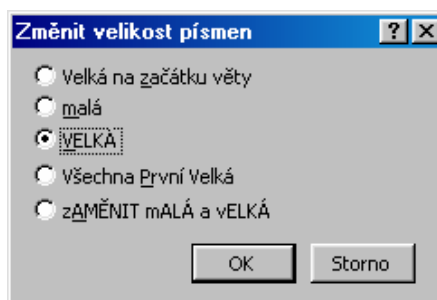 Změnit velikost písmen
Velká na začátku věty
malá
VELKÁ
Všechna První Velká
zAMĚNIT mALÁ a vELKÁ
OK Storno